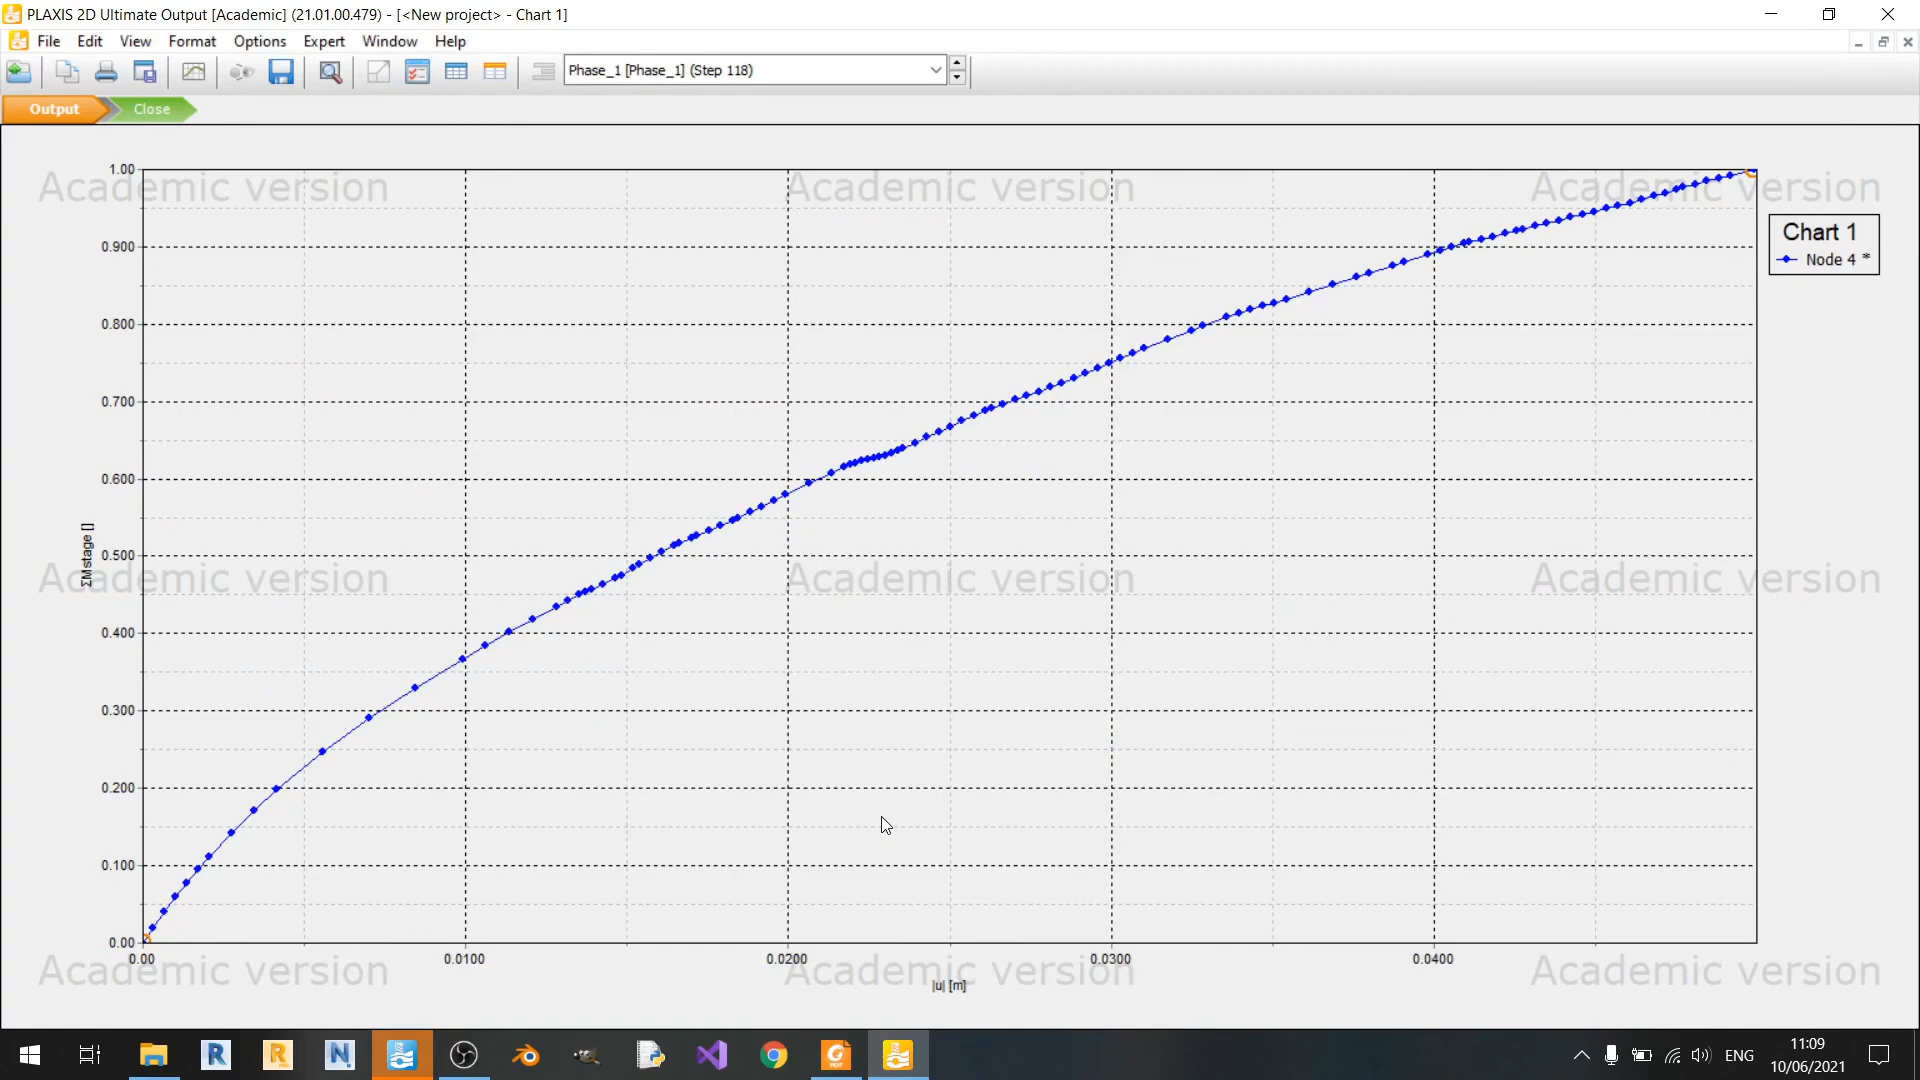 PLAXIS 2D Ultimate Output [Academic] (21.01.00.479) - [<New project> - Chart 1]
File Edit View Format Options Expert Window Help
Phase_1 [Phase_1] (Step 118)
Output Close
Academic version Academic version Academic version
1.00
Chart 1
Node 4 *
0.900
0.800
0.700
0.600
ΣMstage []
0.500
Academic version Academic version Academic version
0.400
0.300
0.200
0.100
0.00
0.00 0.0100 0.0200 0.0300 0.0400
Academic version Academic version Academic version
|u| [m]
ENG
11:09
10/06/2021